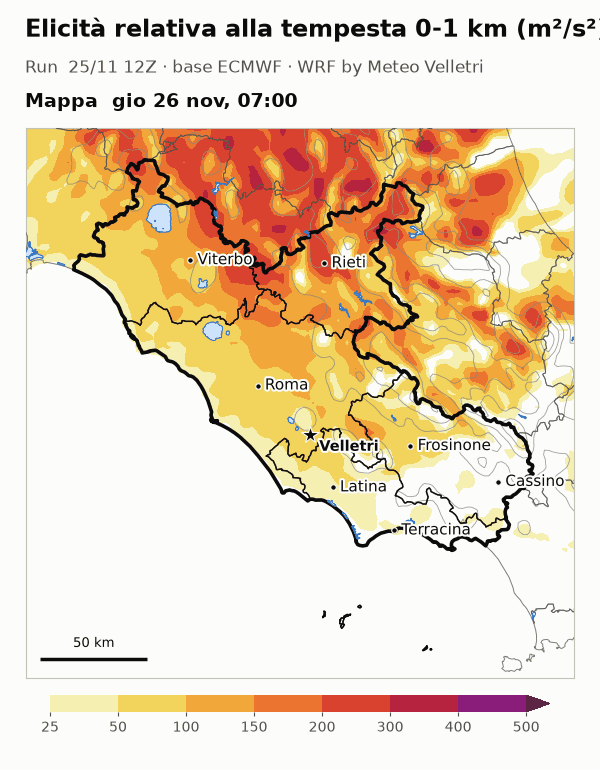 Elicità relativa alla tempesta 0-1 km (m²/s²)
Run 25/11 12Z · base ECMWF · WRF by Meteo Velletri
Mappa gio 26 nov, 07:00
Viterbo
Rieti
Roma
Velletri
Frosinone
Cassino
Latina
Terracina
50 km
25 50 100 150 200 300 400 500